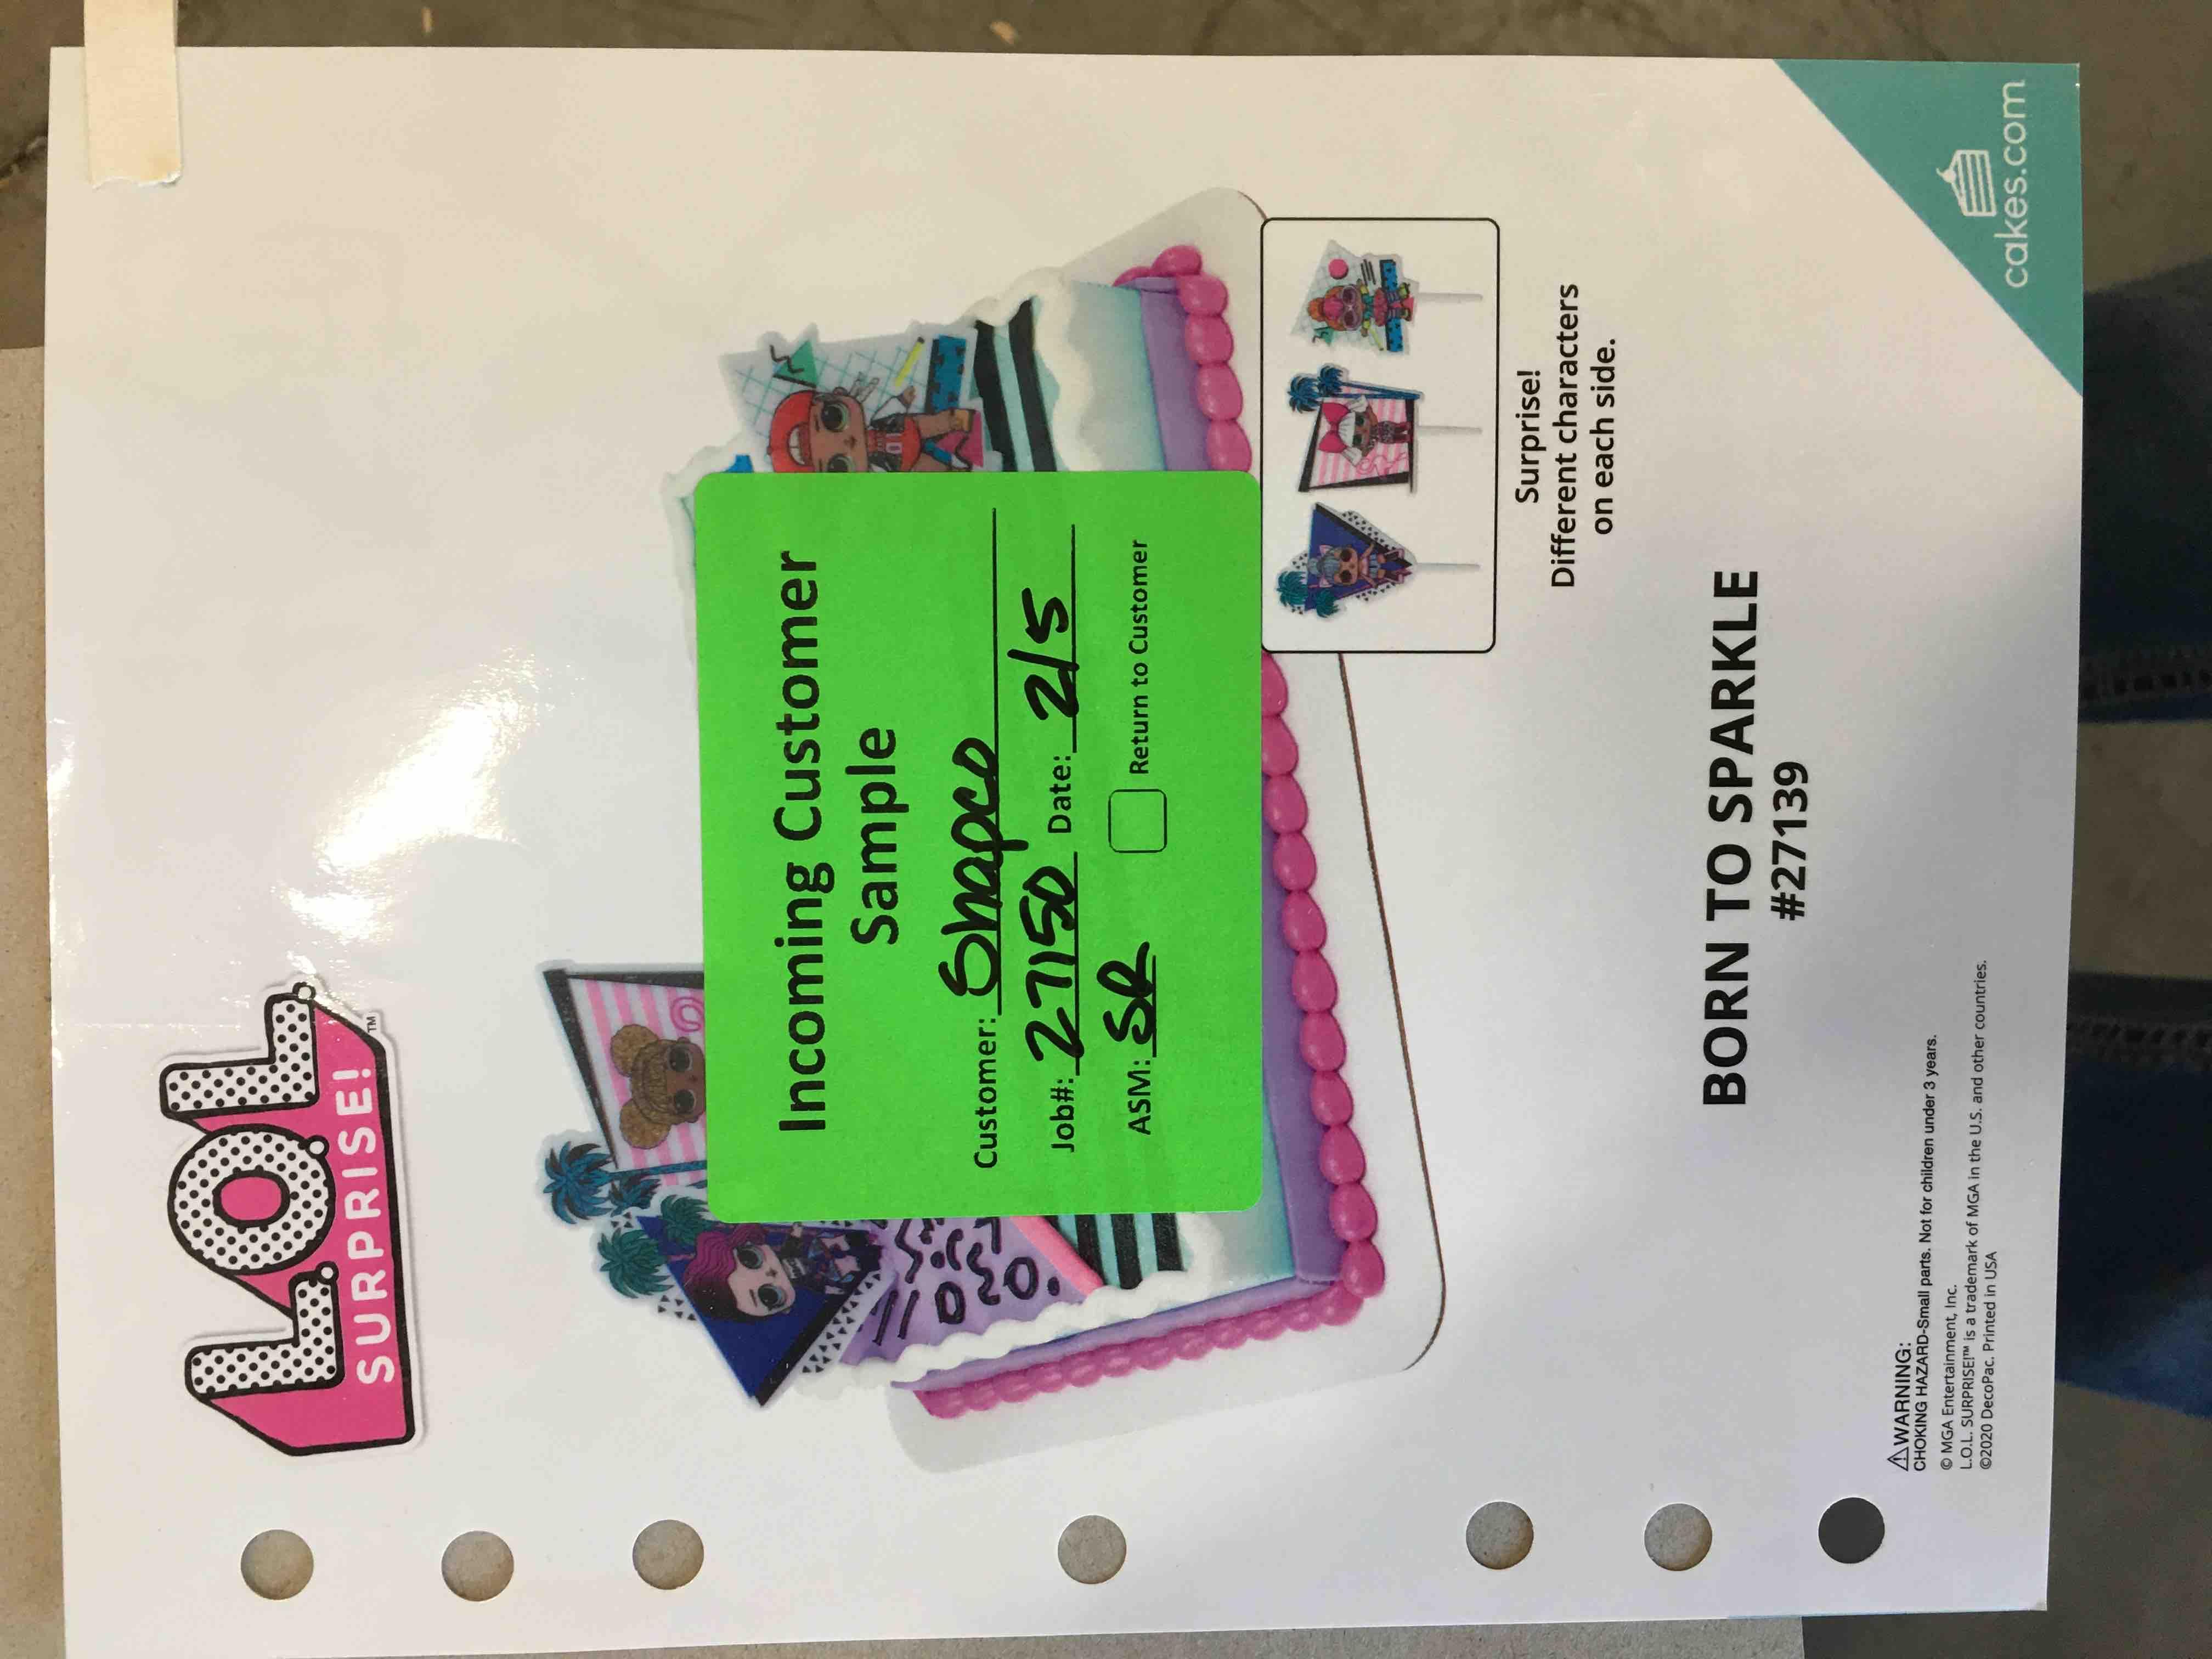 L.O.L.
SURPRISE!™
Incoming Customer
Sample
Customer: Shapco
Job#: 27150 Date: 2/5
ASM: SR Return to Customer
Surprise!
Different characters
on each side.
BORN TO SPARKLE
#27139
⚠WARNING:
CHOKING HAZARD-Small parts. Not for children under 3 years.
© MGA Entertainment, Inc.
L.O.L. SURPRISE!™ is a trademark of MGA in the U.S. and other countries.
©2020 DecoPac. Printed in USA
cakes.com